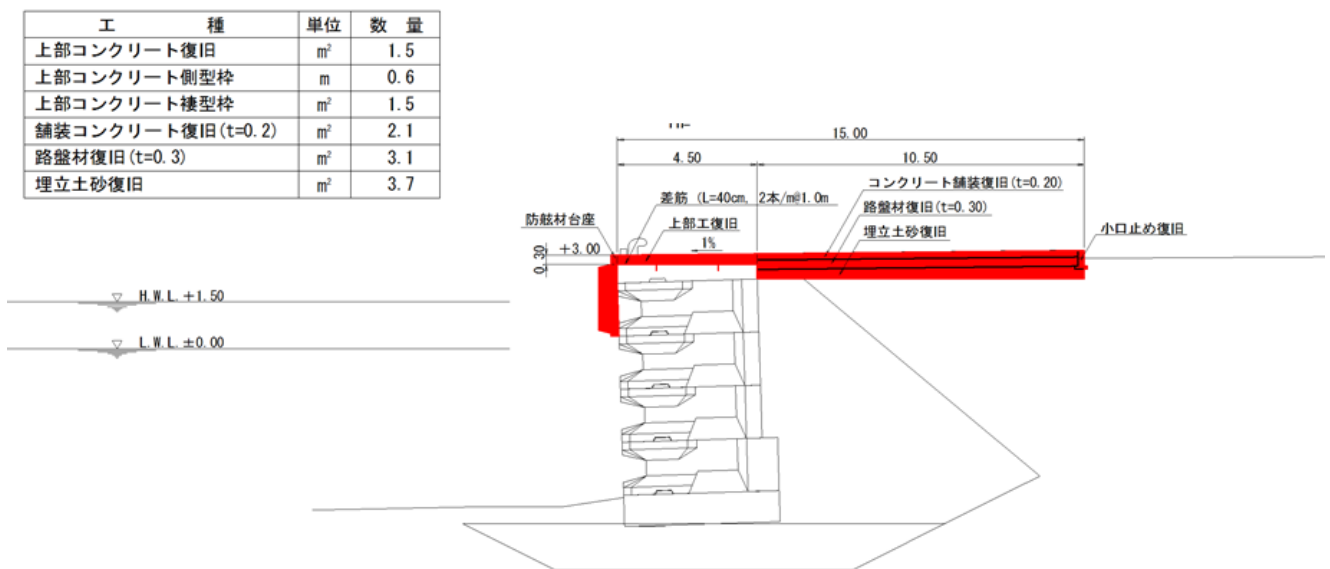 工 種 単位 数 量
上部コンクリート復旧 m² 1.5
上部コンクリート側型枠 m 0.6
上部コンクリート褄型枠 m² 1.5
舗装コンクリート復旧(t=0.2) m² 2.1
路盤材復旧(t=0.3) m² 3.1
埋立土砂復旧 m² 3.7
15.00
4.50 10.50
コンクリート舗装復旧(t=0.20)
差筋 (L=40cm, 2本/m@1.0m
路盤材復旧(t=0.30)
防舷材台座
上部工復旧
埋立土砂復旧
小口止め復旧
+3.00
1%
0.30
H.W.L.+1.50
L.W.L.±0.00